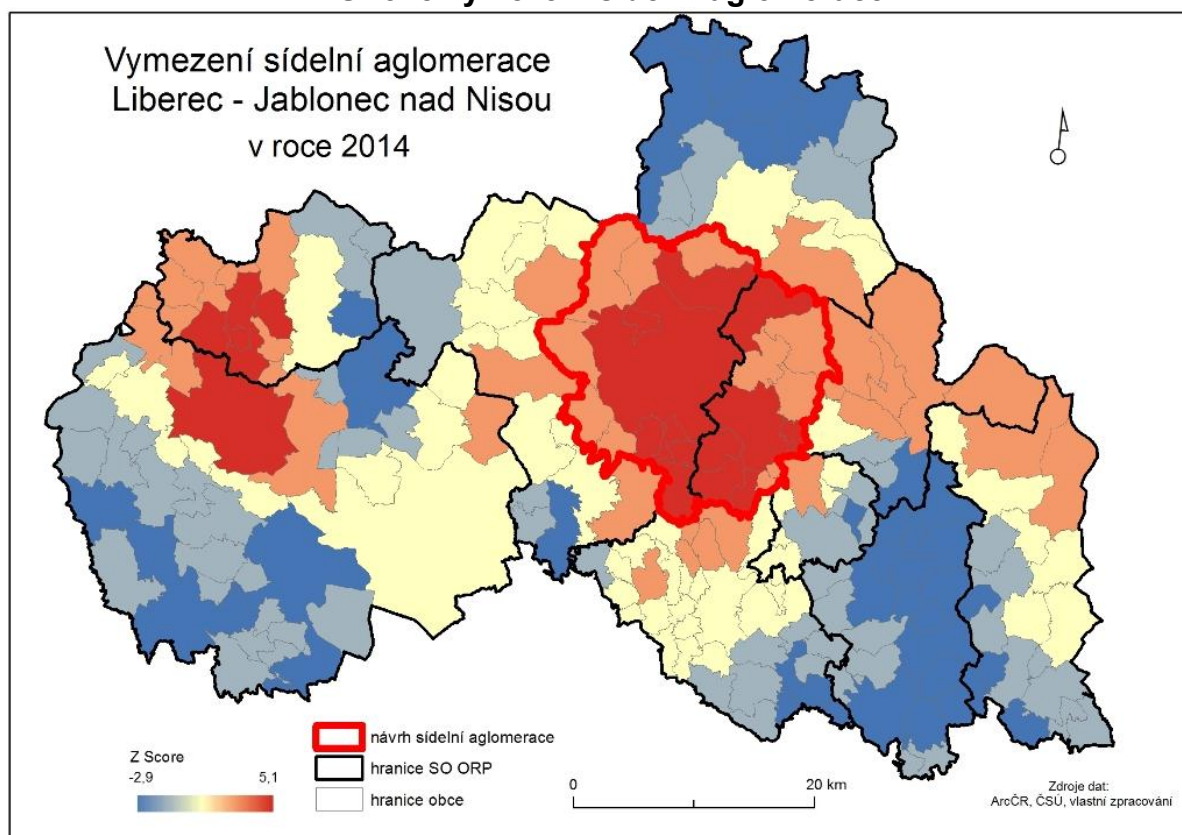 Vymezení sídelní aglomerace
Liberec - Jablonec nad Nisou
v roce 2014
Z Score
-2,9 5,1
návrh sídelní aglomerace
hranice SO ORP
hranice obce
0 20 km
Zdroje dat:
ArcČR, ČSÚ, vlastní zpracování